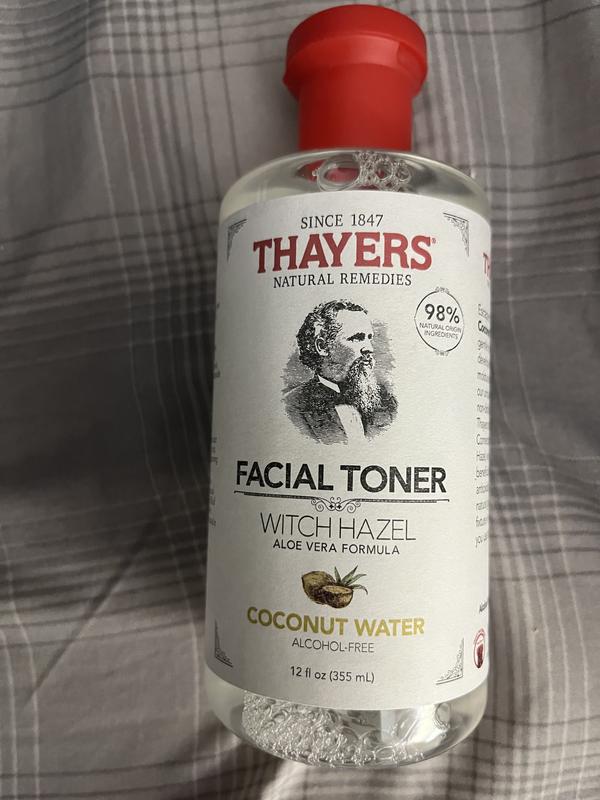 SINCE 1847
THAYERS®
NATURAL REMEDIES
98%
NATURAL ORIGIN
INGREDIENTS
FACIAL TONER
WITCH HAZEL
ALOE VERA FORMULA
COCONUT WATER
ALCOHOL-FREE
12 fl oz (355 mL)